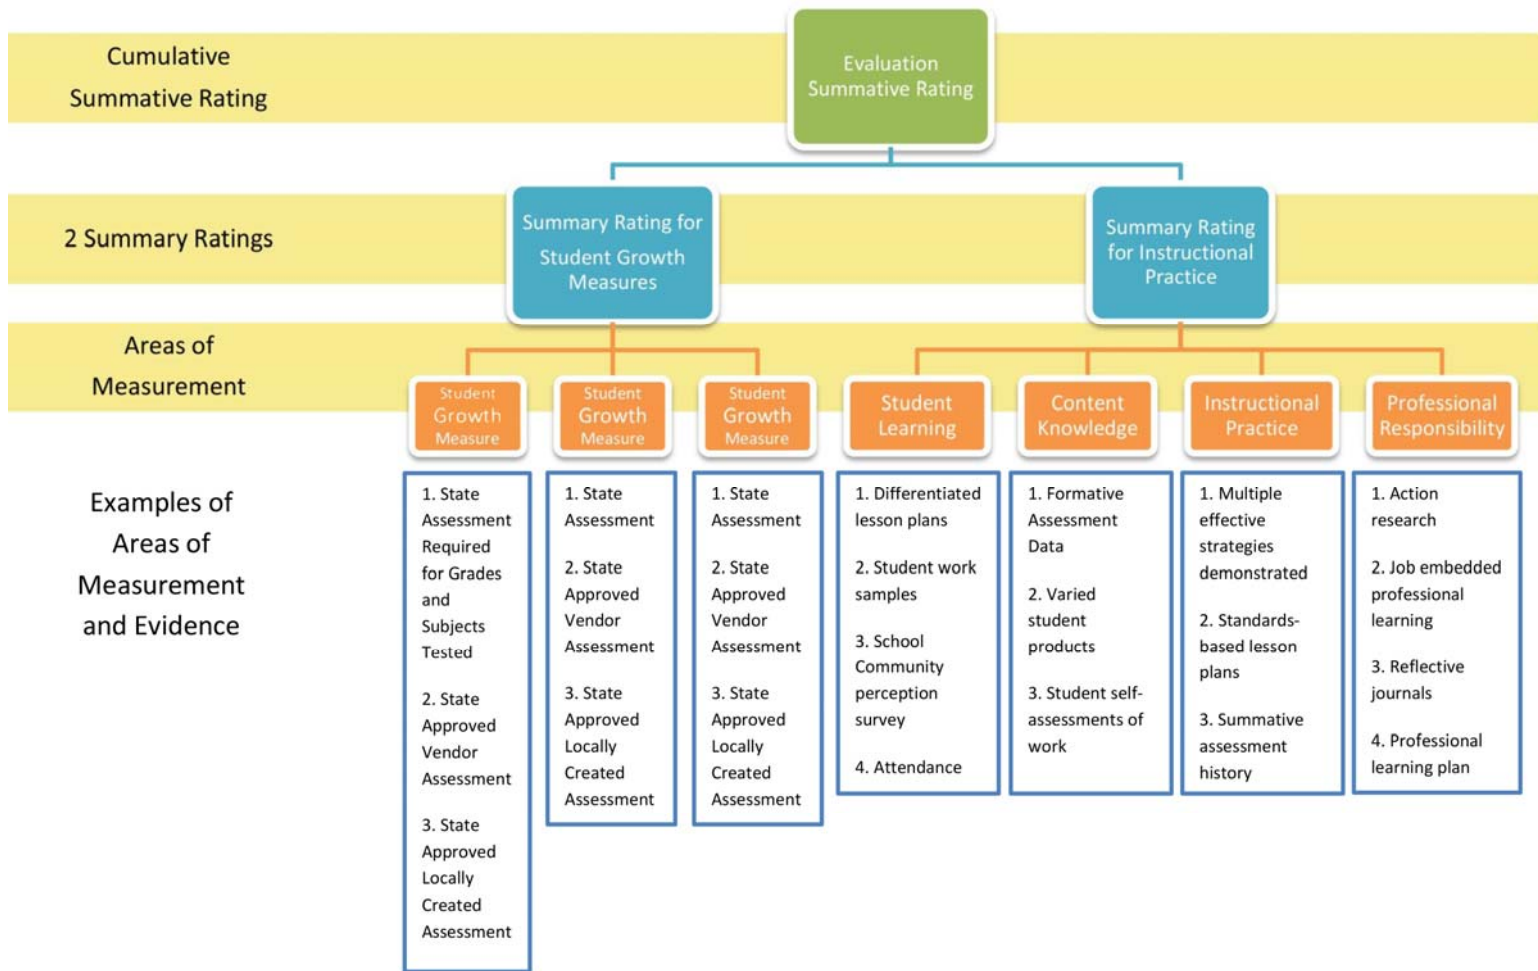 Cumulative
Summative Rating
Evaluation
Summative Rating
2 Summary Ratings
Summary Rating for
Student Growth
Measures
Summary Rating
for Instructional
Practice
Areas of
Measurement
Student
Growth
Measure
Student
Growth
Measure
Student
Growth
Measure
Student
Learning
Content
Knowledge
Instructional
Practice
Professional
Responsibility
Examples of
Areas of
Measurement
and Evidence
1. State
Assessment
Required
for Grades
and
Subjects
Tested
2. State
Approved
Vendor
Assessment
3. State
Approved
Locally
Created
Assessment
1. State
Assessment
2. State
Approved
Vendor
Assessment
3. State
Approved
Locally
Created
Assessment
1. State
Assessment
2. State
Approved
Vendor
Assessment
3. State
Approved
Locally
Created
Assessment
1. Differentiated
lesson plans
2. Student work
samples
3. School
Community
perception
survey
4. Attendance
1. Formative
Assessment
Data
2. Varied
student
products
3. Student self-
assessments of
work
1. Multiple
effective
strategies
demonstrated
2. Standards-
based lesson
plans
3. Summative
assessment
history
1. Action
research
2. Job embedded
professional
learning
3. Reflective
journals
4. Professional
learning plan